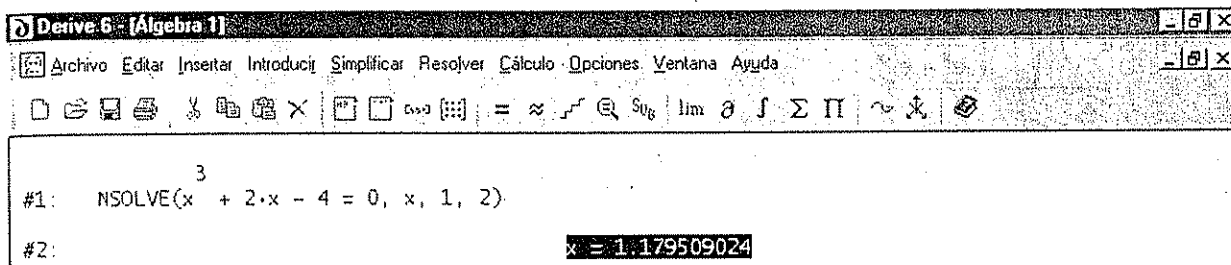 Derive 6 - [Álgebra 1]
Archivo Editar Insertar Introducir Simplificar Resolver Cálculo Opciones Ventana Ayuda
= ≈ SUB lim ∂ ∫ Σ Π
3
#1: NSOLVE(x + 2·x - 4 = 0, x, 1, 2)
#2: x = 1.179509024